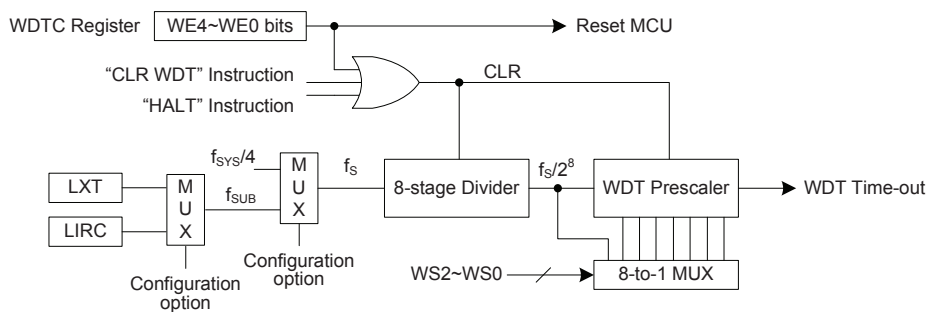 WDTC Register
WE4~WE0 bits
Reset MCU
“CLR WDT” Instruction
CLR
“HALT” Instruction
fSYS/4
M
U
X
fS
8-stage Divider
fS/2⁸
WDT Prescaler
WDT Time-out
LXT
M
U
X
fSUB
LIRC
Configuration
option
Configuration
option
WS2~WS0
8-to-1 MUX